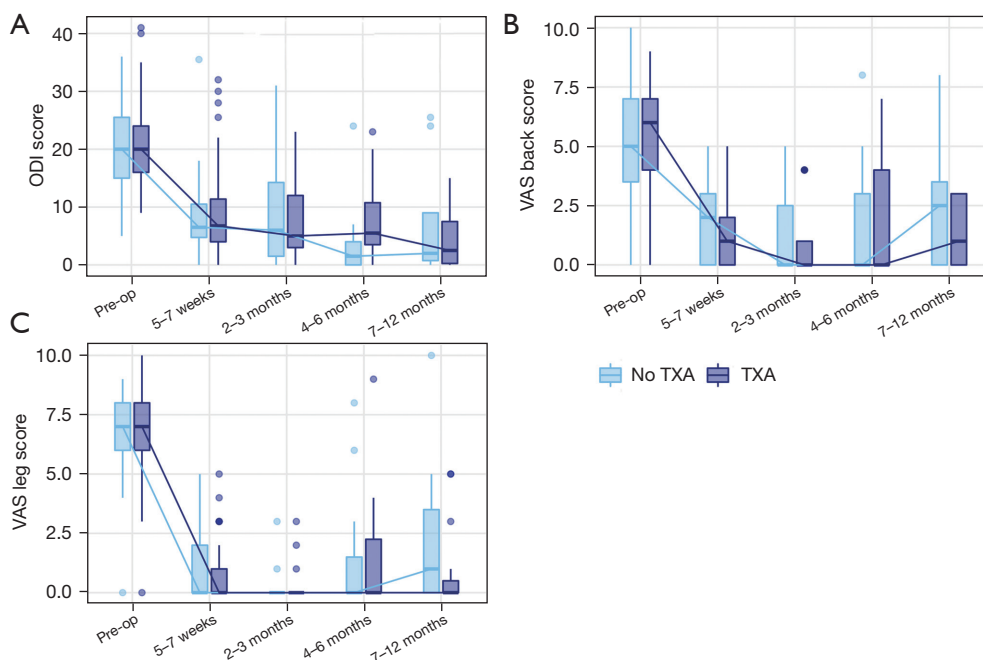 A
ODI score
40
30
20
10
0
Pre–op
5–7 weeks
2–3 months
4–6 months
7–12 months
B
VAS back score
10.0
7.5
5.0
2.5
0.0
Pre–op
5–7 weeks
2–3 months
4–6 months
7–12 months
C
VAS leg score
10.0
7.5
5.0
2.5
0.0
Pre–op
5–7 weeks
2–3 months
4–6 months
7–12 months
No TXA
TXA